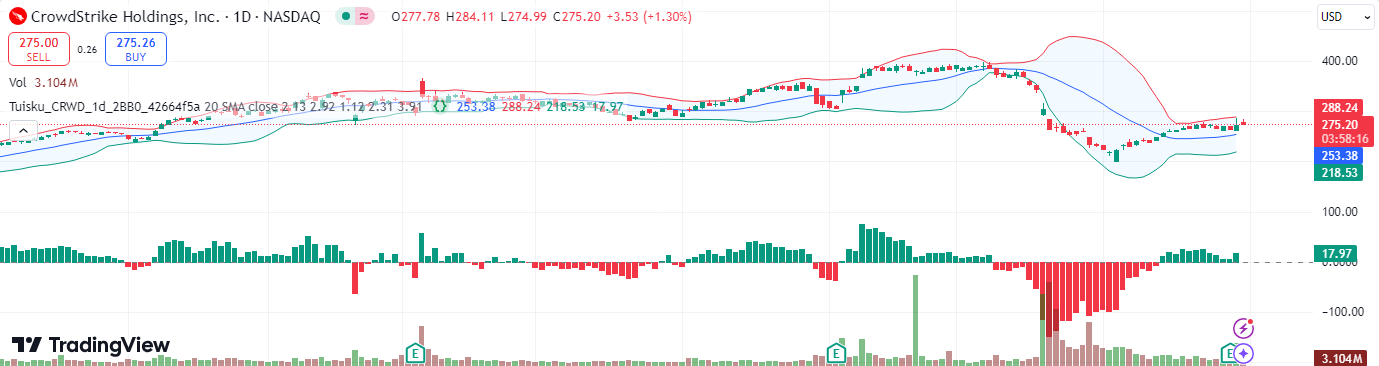 CrowdStrike Holdings, Inc. · 1D · NASDAQ O277.78 H284.11 L274.99 C275.20 +3.53 (+1.30%)
USD
275.00
SELL
0.26
275.26
BUY
400.00
Vol 3.104M
Tuisku_CRWD_1d_2BB0_42664f5a 20 SMA close 2.13 2.92 1.12 2.31 3.91 253.38 288.24 218.53 17.97
288.24
275.20
03:58:16
253.38
218.53
100.00
17.97
0.0000
−100.00
TradingView
E
E
E
3.104M